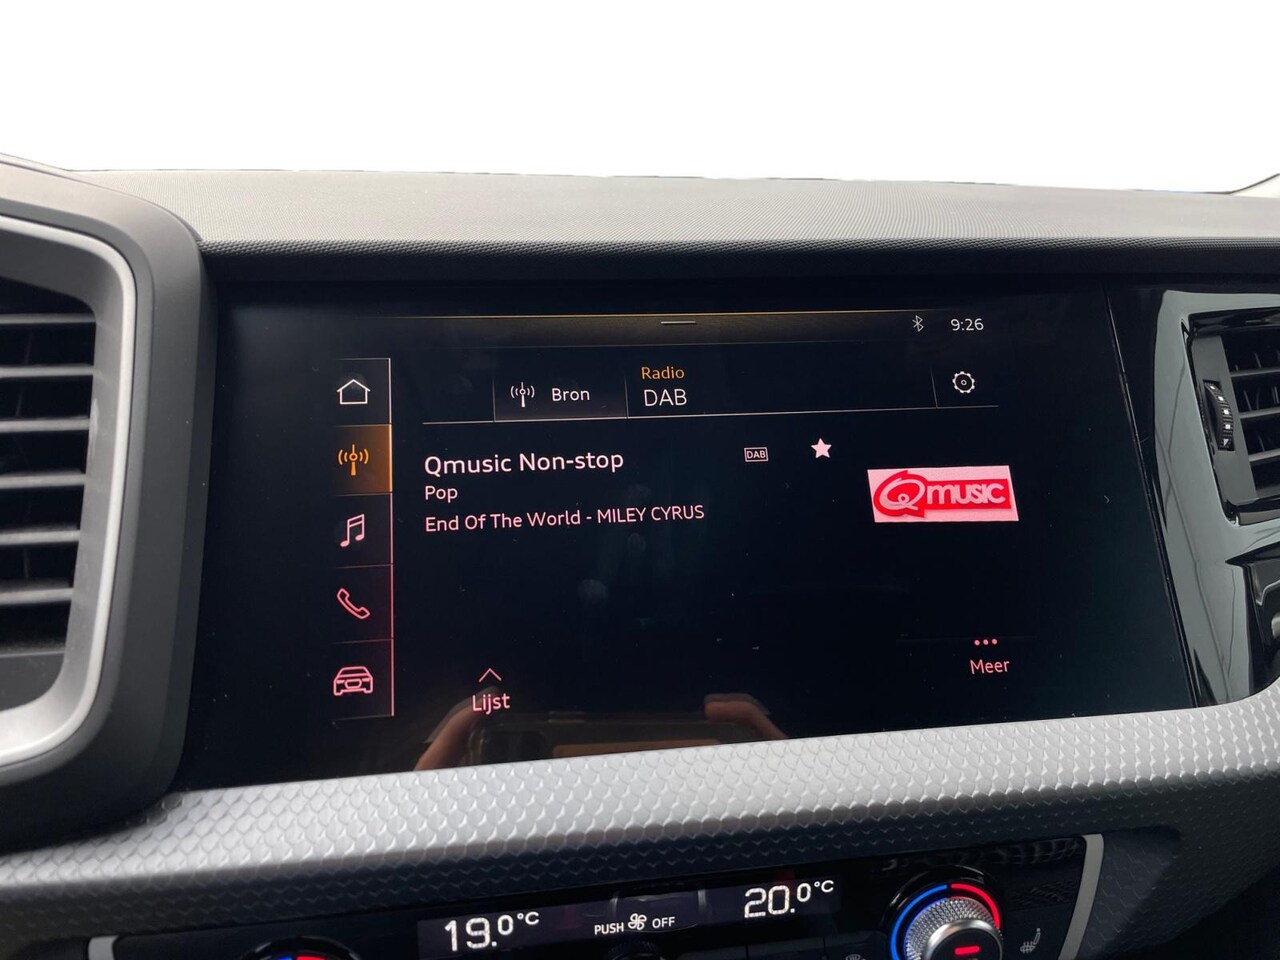 9:26
Bron
Radio
DAB
Qmusic Non-stop
DAB
Pop
End Of The World - MILEY CYRUS
Qmusic
Meer
Lijst
19.0°C
PUSH OFF
20.0°C